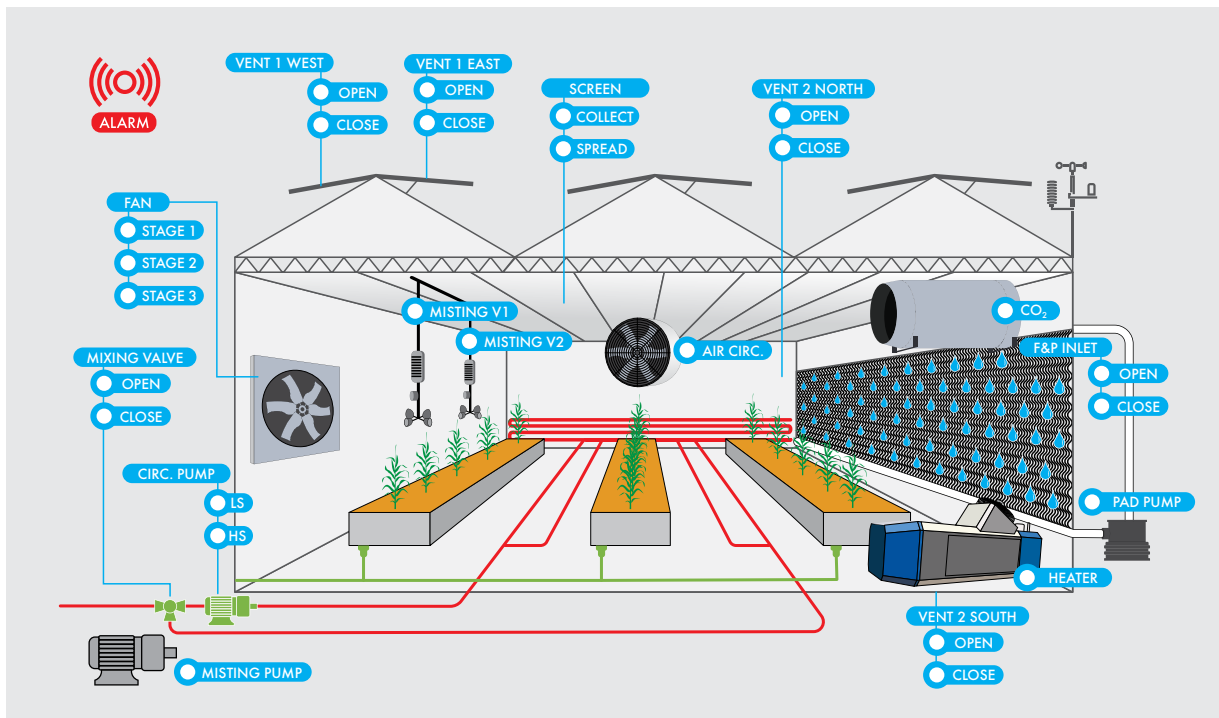 ALARM
VENT 1 WEST
OPEN
CLOSE
VENT 1 EAST
OPEN
CLOSE
SCREEN
COLLECT
SPREAD
VENT 2 NORTH
OPEN
CLOSE
FAN
STAGE 1
STAGE 2
STAGE 3
MISTING V1
MISTING V2
AIR CIRC.
CO₂
F&P INLET
OPEN
CLOSE
MIXING VALVE
OPEN
CLOSE
CIRC. PUMP
LS
HS
PAD PUMP
HEATER
VENT 2 SOUTH
OPEN
CLOSE
MISTING PUMP